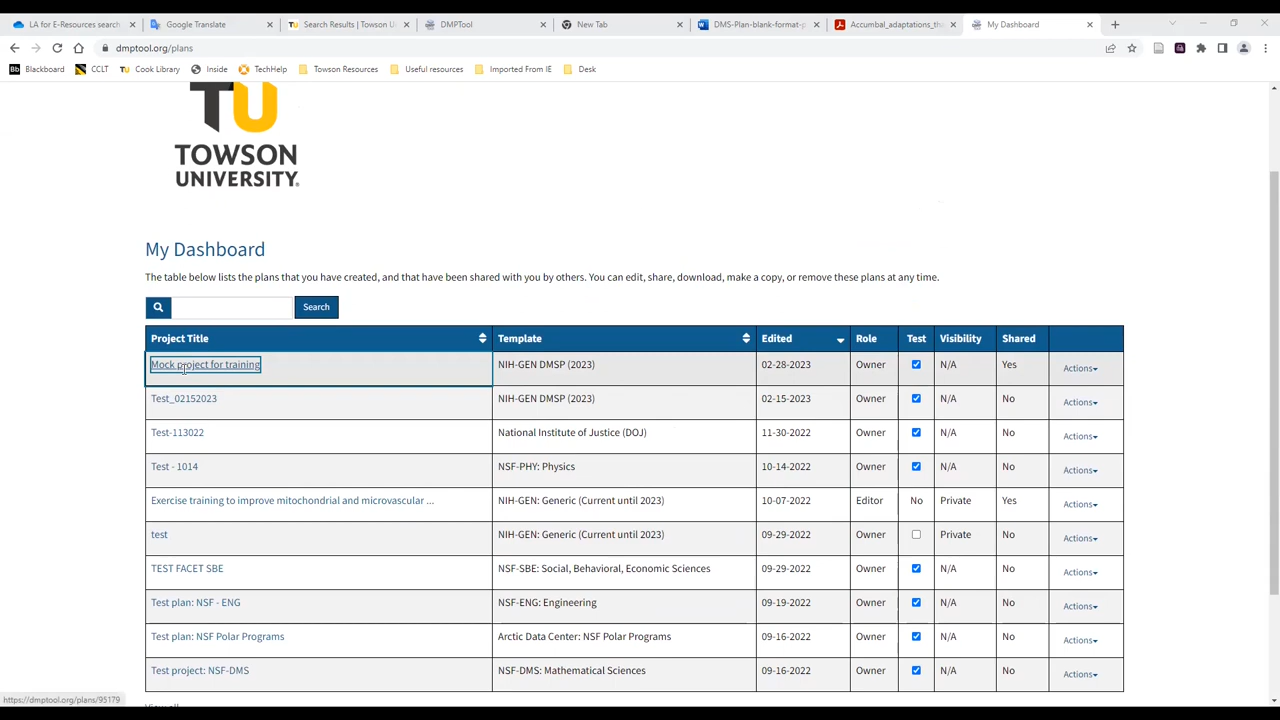 LA for E-Resources search
Google Translate
Search Results | Towson U
DMPTool
New Tab
DMS-Plan-blank-format-p
Accumbal_adaptations_tha
My Dashboard
dmptool.org/plans
Bb Blackboard
CCLT
TU Cook Library
Inside
TechHelp
Towson Resources
Useful resources
Imported From IE
Desk
TU
TOWSON
UNIVERSITY.
My Dashboard
The table below lists the plans that you have created, and that have been shared with you by others. You can edit, share, download, make a copy, or remove these plans at any time.
Search
Project Title Template Edited Role Test Visibility Shared
Mock project for training NIH-GEN DMSP (2023) 02-28-2023 Owner N/A Yes Actions
Test_02152023 NIH-GEN DMSP (2023) 02-15-2023 Owner N/A No Actions
Test-113022 National Institute of Justice (DOJ) 11-30-2022 Owner N/A No Actions
Test - 1014 NSF-PHY: Physics 10-14-2022 Owner N/A No Actions
Exercise training to improve mitochondrial and microvascular ... NIH-GEN: Generic (Current until 2023) 10-07-2022 Editor No Private Yes Actions
test NIH-GEN: Generic (Current until 2023) 09-29-2022 Owner Private No Actions
TEST FACET SBE NSF-SBE: Social, Behavioral, Economic Sciences 09-29-2022 Owner N/A No Actions
Test plan: NSF - ENG NSF-ENG: Engineering 09-19-2022 Owner N/A No Actions
Test plan: NSF Polar Programs Arctic Data Center: NSF Polar Programs 09-16-2022 Owner N/A No Actions
Test project: NSF-DMS NSF-DMS: Mathematical Sciences 09-16-2022 Owner N/A No Actions
https://dmptool.org/plans/95179
View all